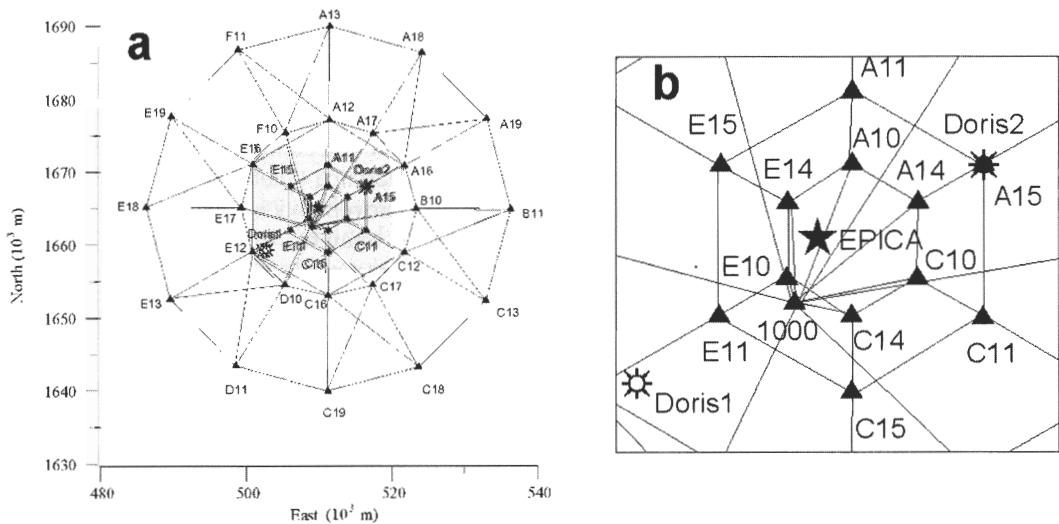 a
A13
F11
A18
E19
A12
F10
A17
A19
E16
A11
E15
Doris2
A16
A15
E18
E17
B10
B11
Doris1
E12
E11
C11
C15
C12
E13
D10
C16
C17
C13
D11
C18
C19
1690
1680
1670
1660
1650
1640
1630
North (10³ m)
480
500
520
540
East (10³ m)
b
A11
E15
A10
Doris2
E14
A14
A15
EPICA
E10
C10
1000
C14
E11
C11
Doris1
C15